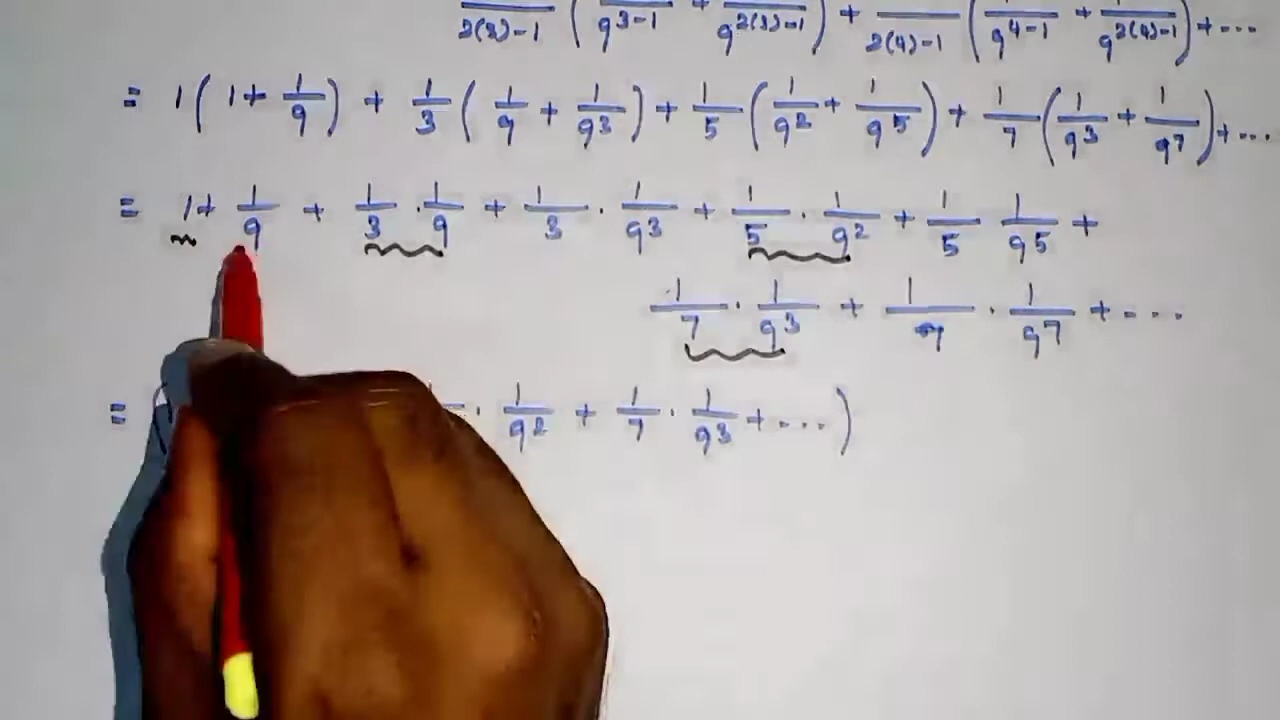 2(3)-1 ( 9^{3-1} + 9^{2(3)-1} ) + 2(4)-1 ( 9^{4-1} + 9^{2(4)-1} ) + ...
= 1 ( 1 + 1/9 ) + 1/3 ( 1/9 + 1/9^3 ) + 1/5 ( 1/9^2 + 1/9^5 ) + 1/7 ( 1/9^3 + 1/9^7 ) + ...
= 1 + 1/9 + 1/3 · 1/9 + 1/3 · 1/9^3 + 1/5 · 1/9^2 + 1/5 1/9^5 +
1/7 · 1/9^3 + 1/7 · 1/9^7 + ...
= ( · 1/9^2 + 1/7 · 1/9^3 + ... )